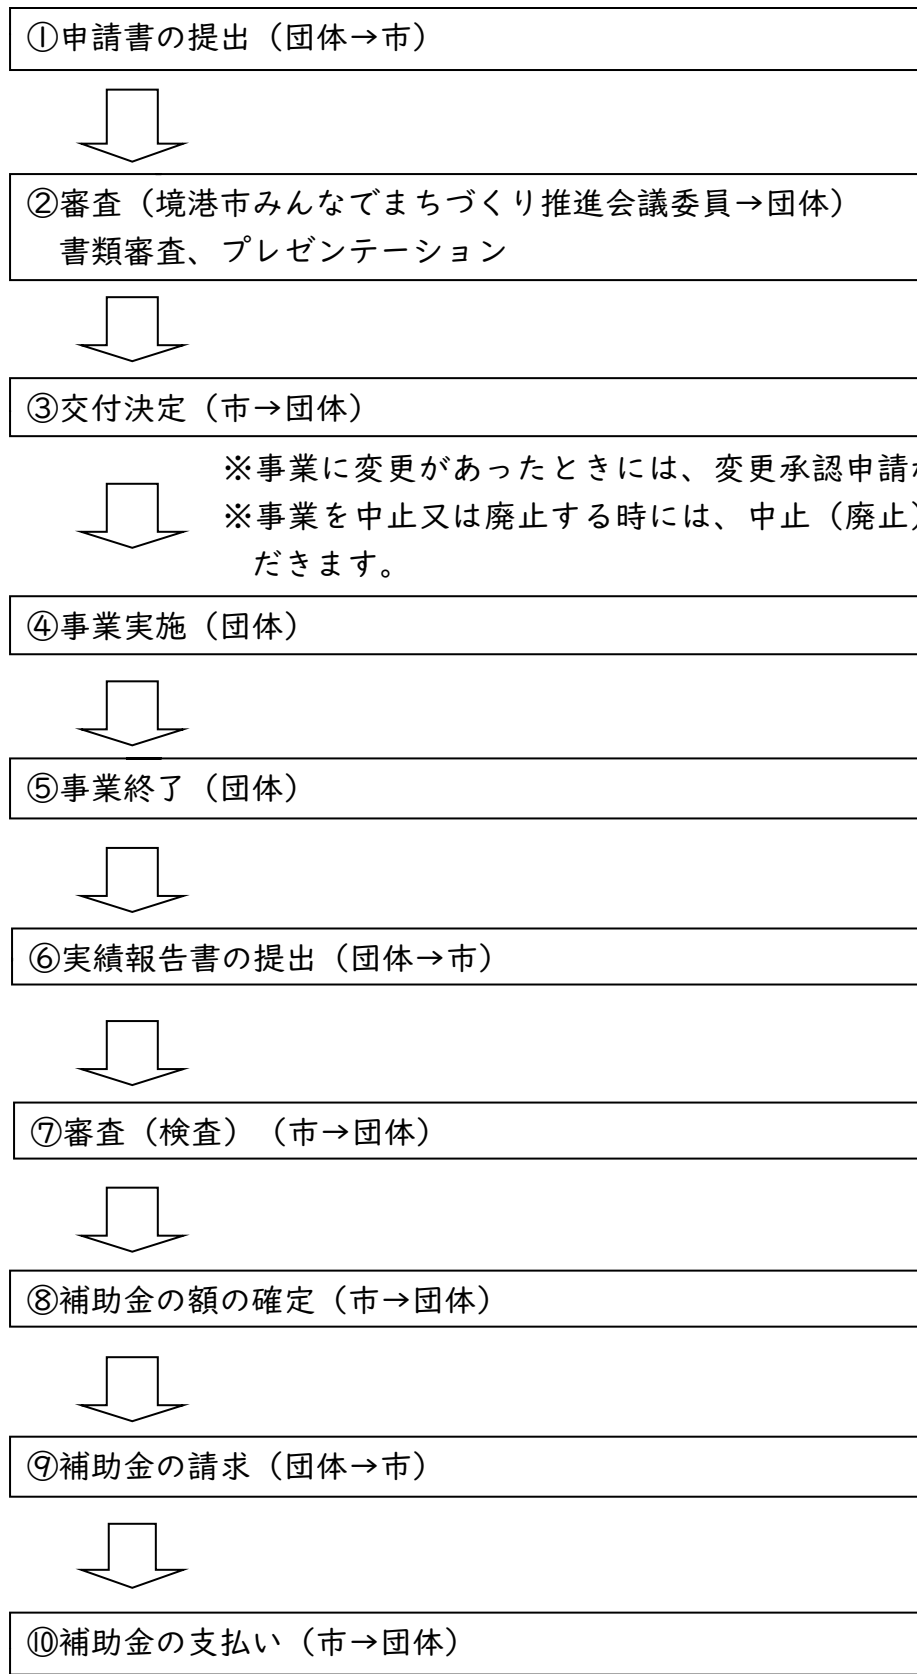 ①申請書の提出（団体→市）
②審査（境港市みんなでまちづくり推進会議委員→団体）
書類審査、プレゼンテーション
③交付決定（市→団体）
※事業に変更があったときには、変更承認申請
※事業を中止又は廃止する時には、中止（廃止）
だきます。
④事業実施（団体）
⑤事業終了（団体）
⑥実績報告書の提出（団体→市）
⑦審査（検査）（市→団体）
⑧補助金の額の確定（市→団体）
⑨補助金の請求（団体→市）
⑩補助金の支払い（市→団体）